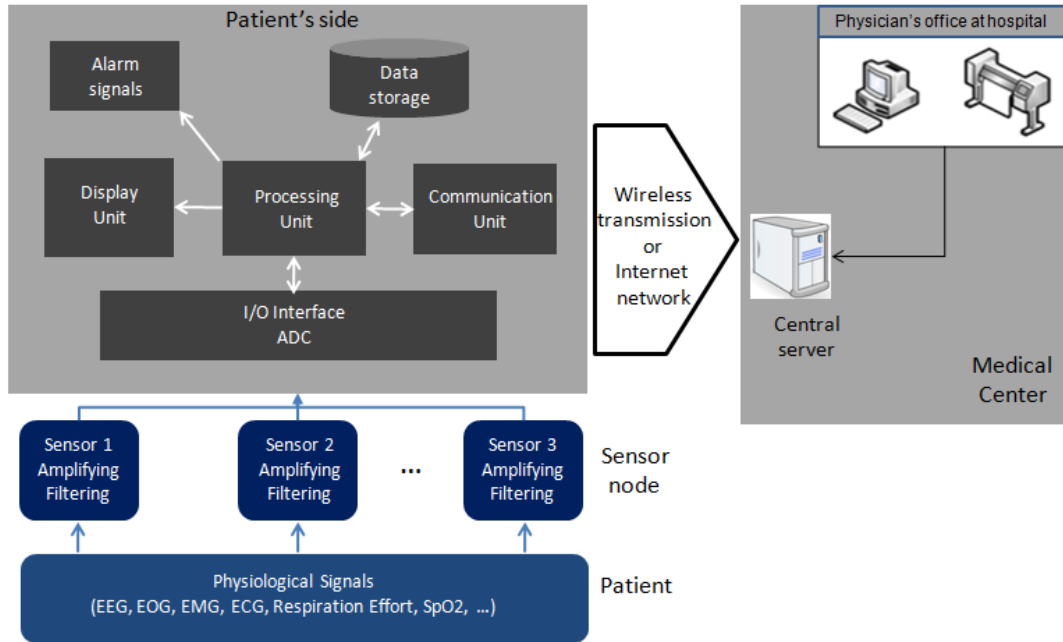 Patient's side
Alarm
signals
Data
storage
Display
Unit
Processing
Unit
Communication
Unit
I/O Interface
ADC
Wireless
transmission
or
Internet
network
Physician's office at hospital
Central
server
Medical
Center
Sensor 1
Amplifying
Filtering
Sensor 2
Amplifying
Filtering
...
Sensor 3
Amplifying
Filtering
Sensor
node
Physiological Signals
(EEG, EOG, EMG, ECG, Respiration Effort, SpO2, ...)
Patient